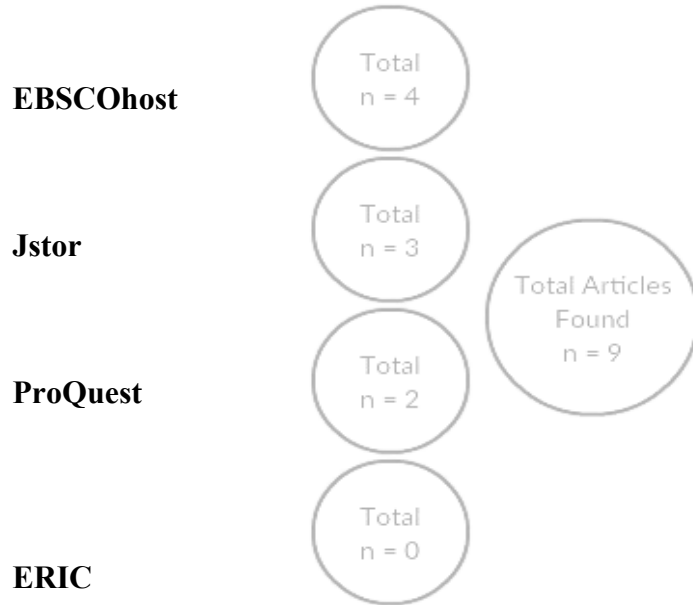 Total
n = 4
EBSCOhost
Total
n = 3
Jstor
Total Articles
Found
n = 9
Total
n = 2
ProQuest
Total
n = 0
ERIC